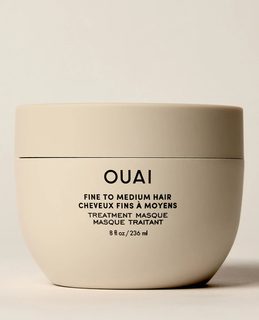 OUAI
FINE TO MEDIUM HAIR
CHEVEUX FINS À MOYENS
TREATMENT MASQUE
MASQUE TRAITANT
8 fl oz / 236 ml